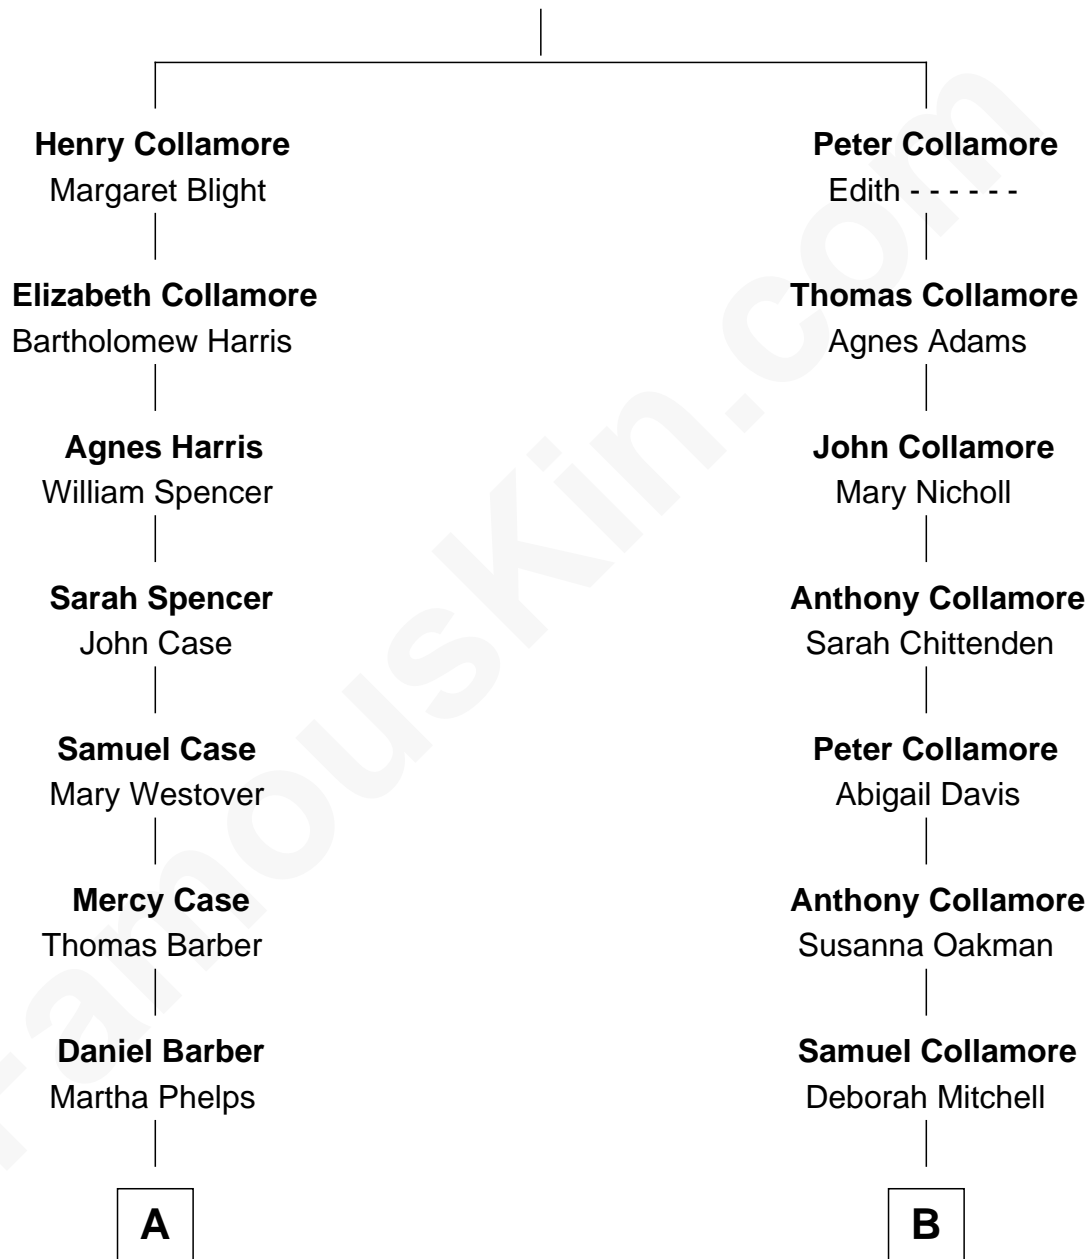 Henry Collamore
Margaret Blight
Elizabeth Collamore
Bartholomew Harris
Agnes Harris
William Spencer
Sarah Spencer
John Case
Samuel Case
Mary Westover
Mercy Case
Thomas Barber
Daniel Barber
Martha Phelps
A
Peter Collamore
Edith - - - - - -
Thomas Collamore
Agnes Adams
John Collamore
Mary Nicholl
Anthony Collamore
Sarah Chittenden
Peter Collamore
Abigail Davis
Anthony Collamore
Susanna Oakman
Samuel Collamore
Deborah Mitchell
B
FamousKin.com